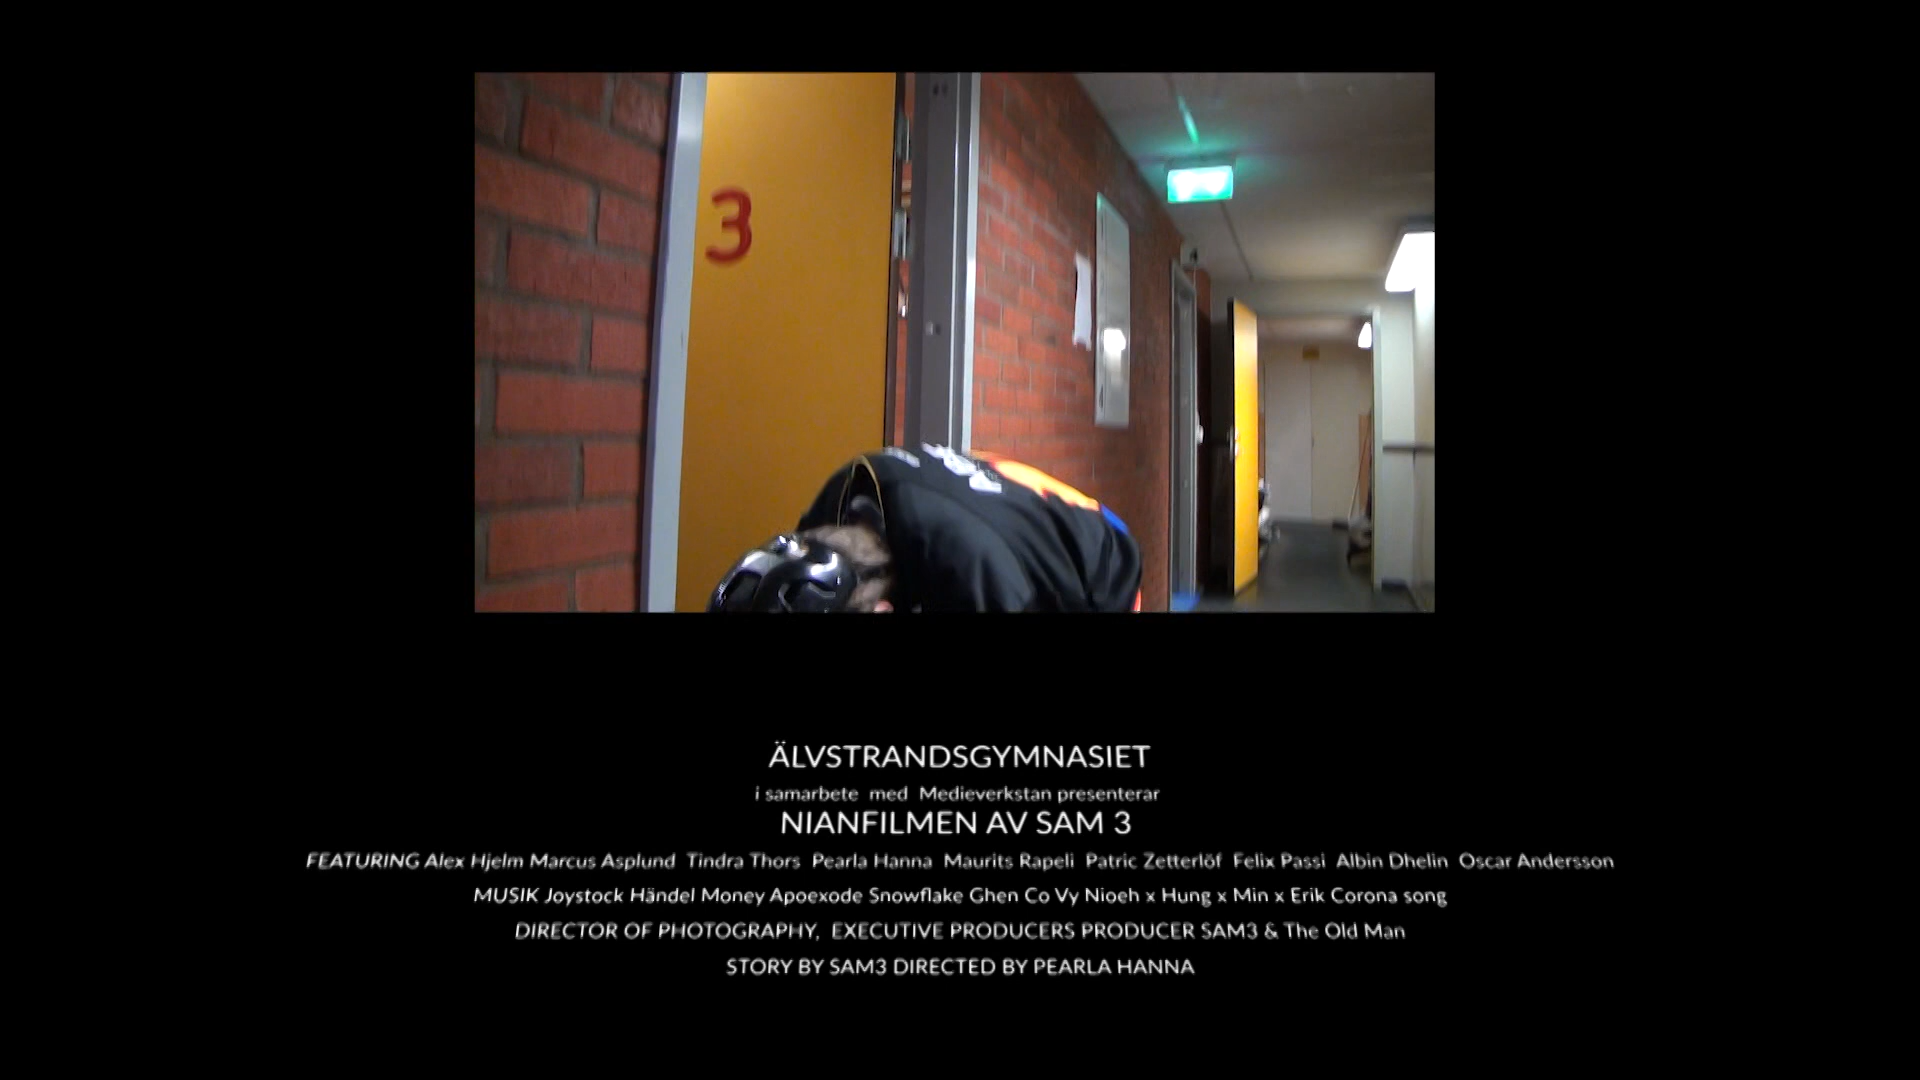 3
ÄLVSTRANDSGYMNASIET
i samarbete med Medieverkstan presenterar
NIANFILMEN AV SAM 3
FEATURING Alex Hjelm Marcus Asplund Tindra Thors Pearla Hanna Maurits Rapeli Patric Zetterlöf Felix Passi Albin Dhelin Oscar Andersson
MUSIK Joystock Händel Money Apoexode Snowflake Ghen Co Vy Nioeh x Hung x Min x Erik Corona song
DIRECTOR OF PHOTOGRAPHY, EXECUTIVE PRODUCERS PRODUCER SAM3 & The Old Man
STORY BY SAM3 DIRECTED BY PEARLA HANNA